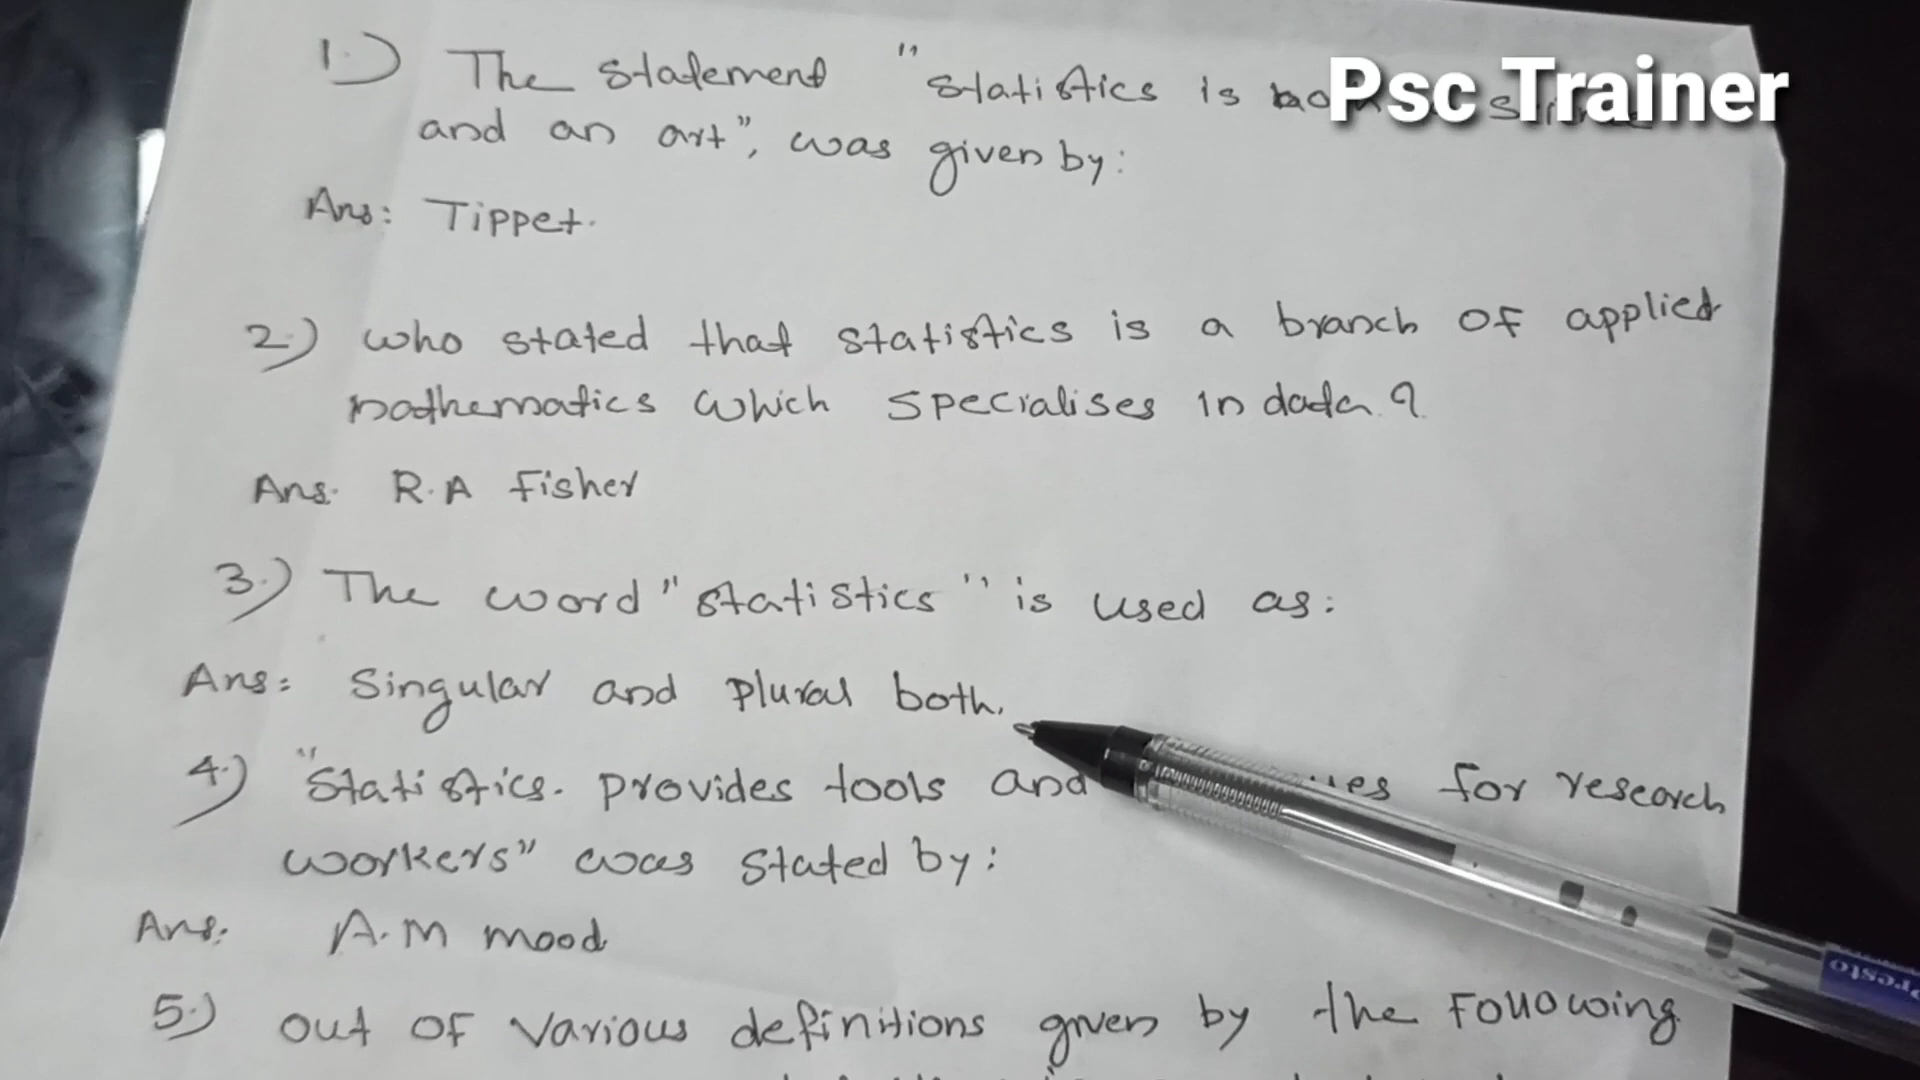 Psc Trainer
1.) The statement "statistics is
and an art", was given by:
Ans: Tippet.
2.) who stated that statistics is a branch of applied
mathematics which specialises in data ?
Ans. R.A Fisher
3.) The word "statistics" is used as:
Ans: Singular and plural both.
4.) "Statistics. provides tools and for research
workers" was stated by:
Ans: A.M mood
5.) out of various definitions given by the following